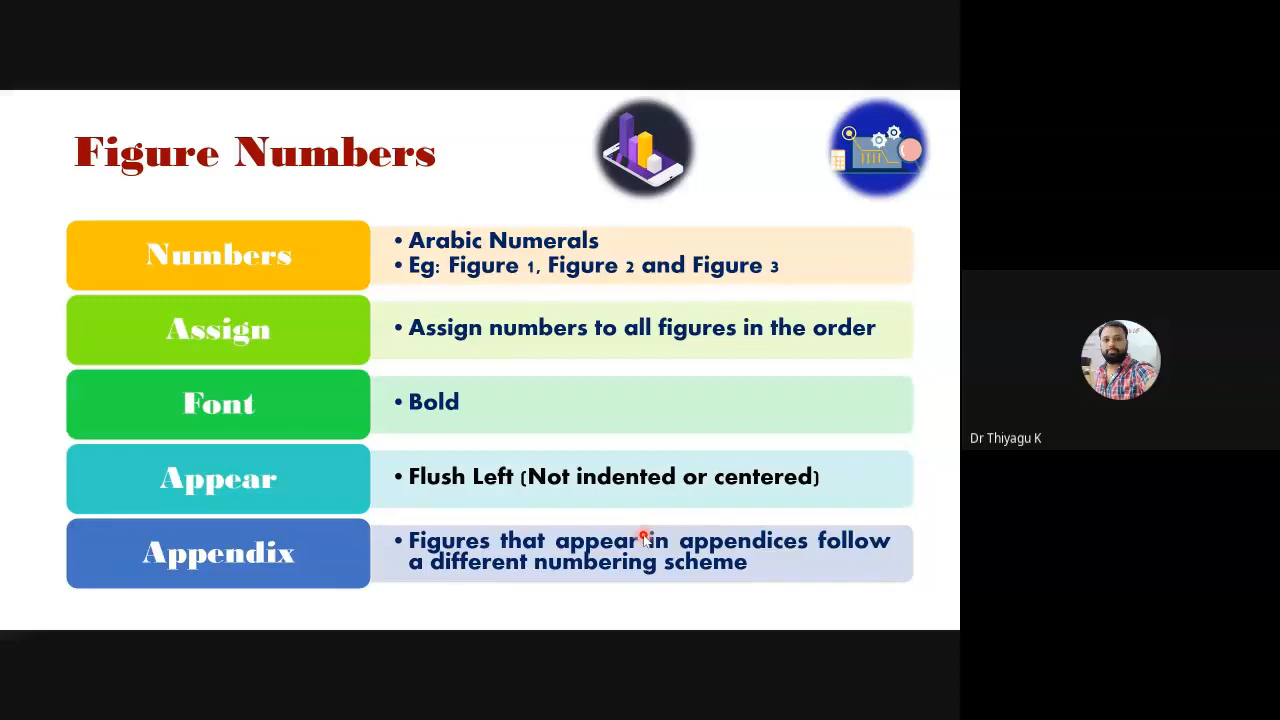 Figure Numbers
Numbers
• Arabic Numerals
• Eg: Figure 1, Figure 2 and Figure 3
Assign
• Assign numbers to all figures in the order
Font
• Bold
Appear
• Flush Left (Not indented or centered)
Appendix
• Figures that appear in appendices follow
a different numbering scheme
Dr Thiyagu K